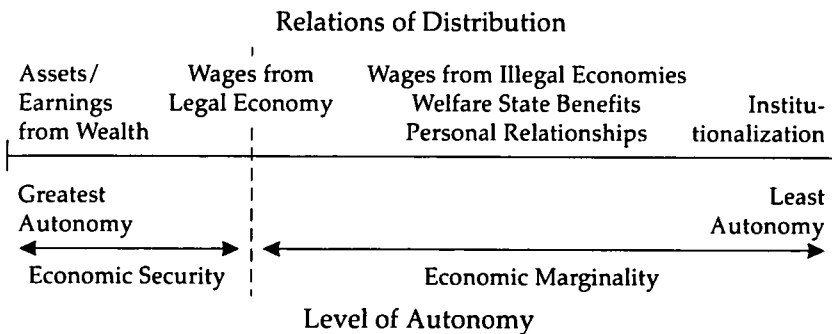 Relations of Distribution
Assets/
Earnings
from Wealth
Wages from
Legal Economy
Wages from Illegal Economies
Welfare State Benefits
Personal Relationships
Institu-
tionalization
Greatest
Autonomy
Least
Autonomy
Economic Security
Economic Marginality
Level of Autonomy